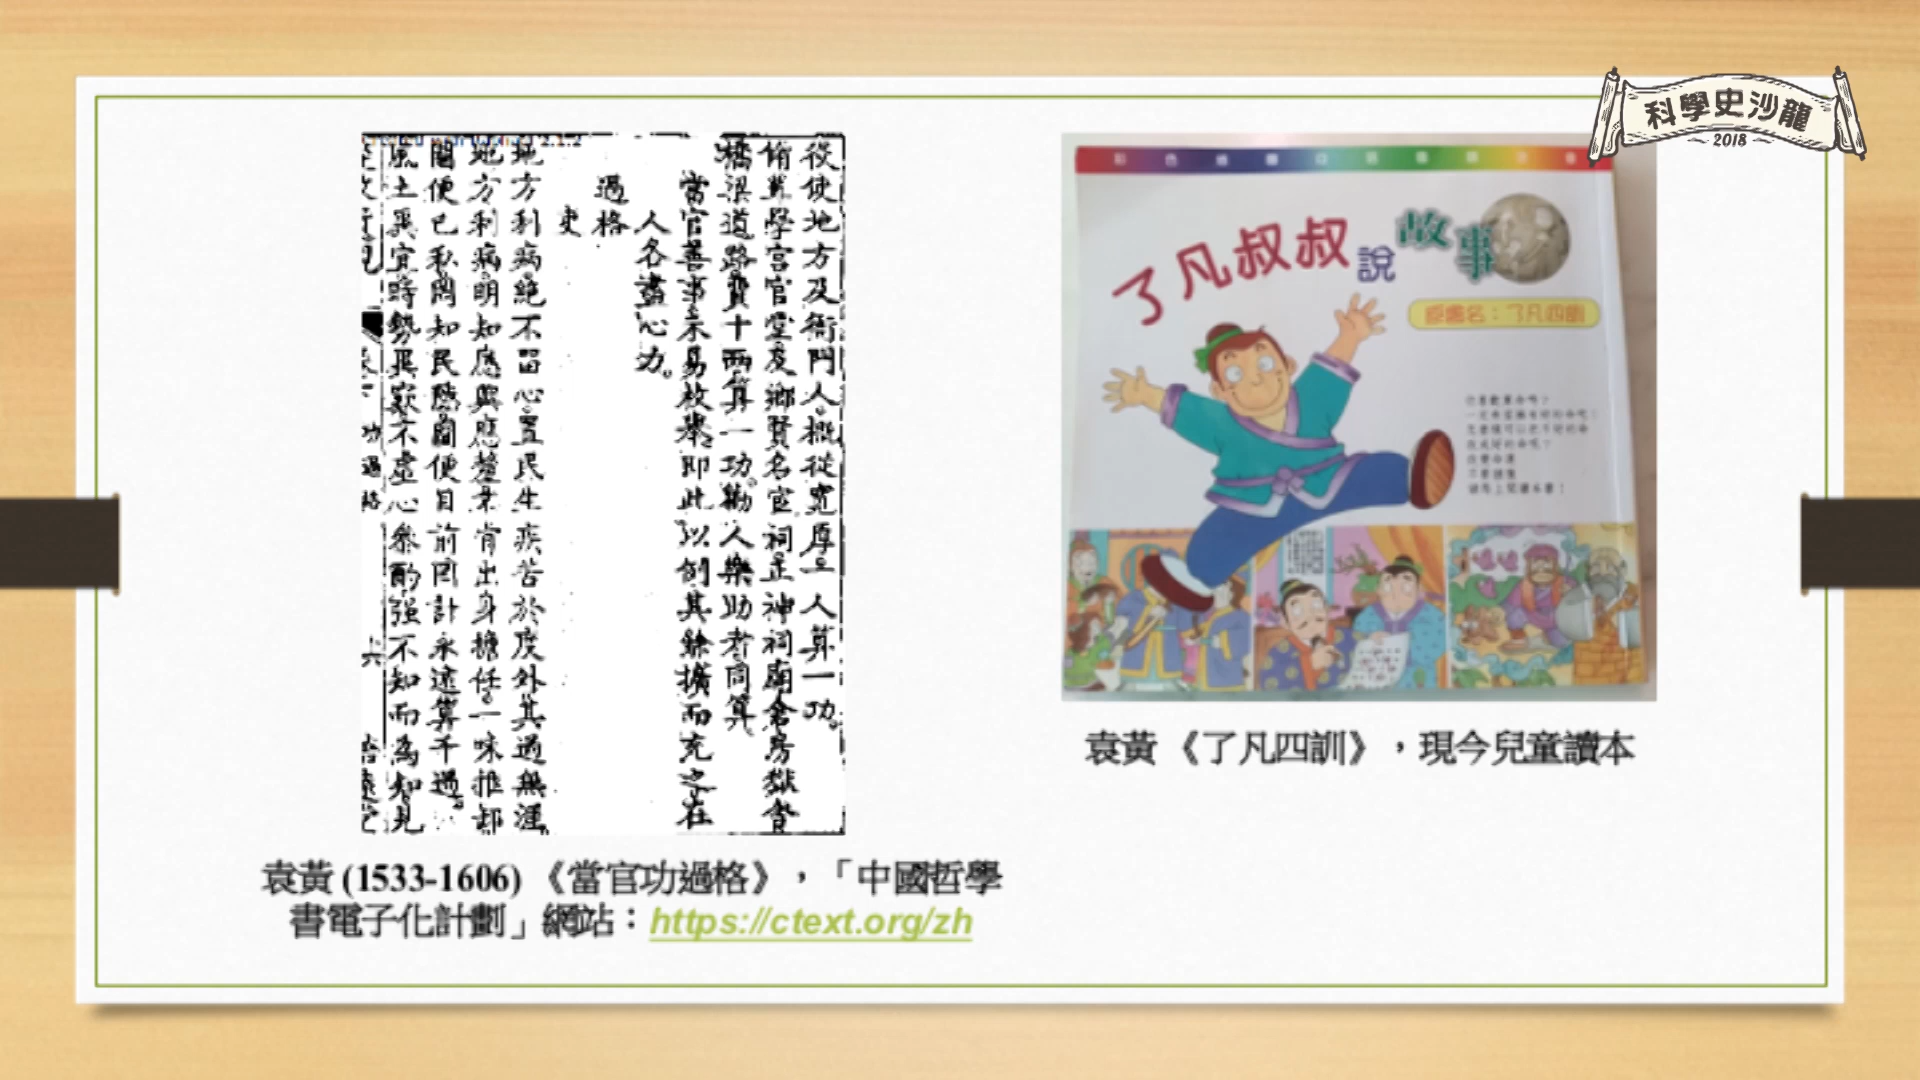 科學史沙龍
2018
役使地方及衙門人概從寬厚一人算一功。
脩葺學宮官堂及鄉賢名宦祠正神祠廟倉房獄舍
橋梁道路費十兩算一功勸人樂助者同算
當官善事未易枚舉即此以例其餘擴而充之在
人各盡心力。
過格
吏
地方利病絕不留心置民生疾苦於度外其過無涯
地方利病明知應興應釐不肯出身擔任一味推卸
圖便己私罔知民隱圖便目前罔計永遠算千過
風土異宜時勢異歘不虛心參酌強不知而為知見
了凡叔叔說故事
原書名：了凡四訓
袁黃 (1533-1606) 《當官功過格》，「中國哲學
書電子化計劃」網站：https://ctext.org/zh
袁黃 《了凡四訓》，現今兒童讀本